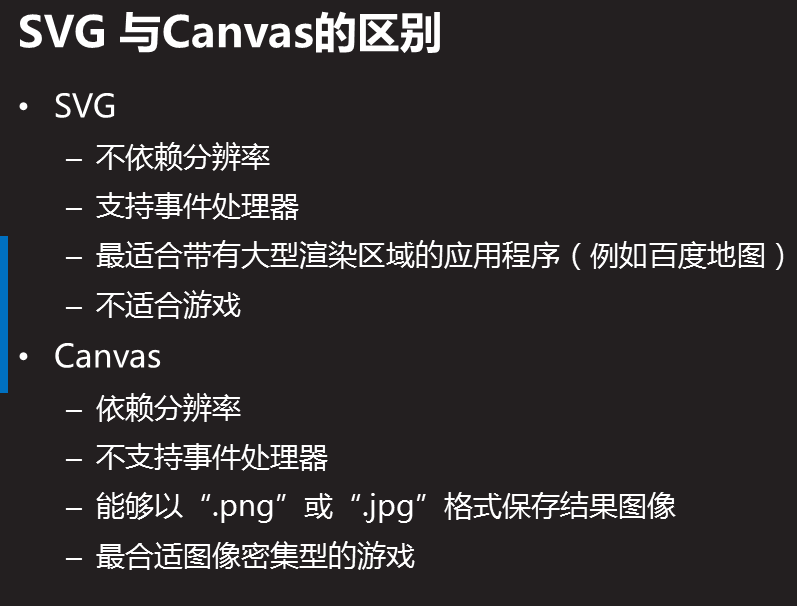 SVG 与Canvas的区别
• SVG
– 不依赖分辨率
– 支持事件处理器
– 最适合带有大型渲染区域的应用程序（例如百度地图）
– 不适合游戏
• Canvas
– 依赖分辨率
– 不支持事件处理器
– 能够以“.png”或“.jpg”格式保存结果图像
– 最合适图像密集型的游戏